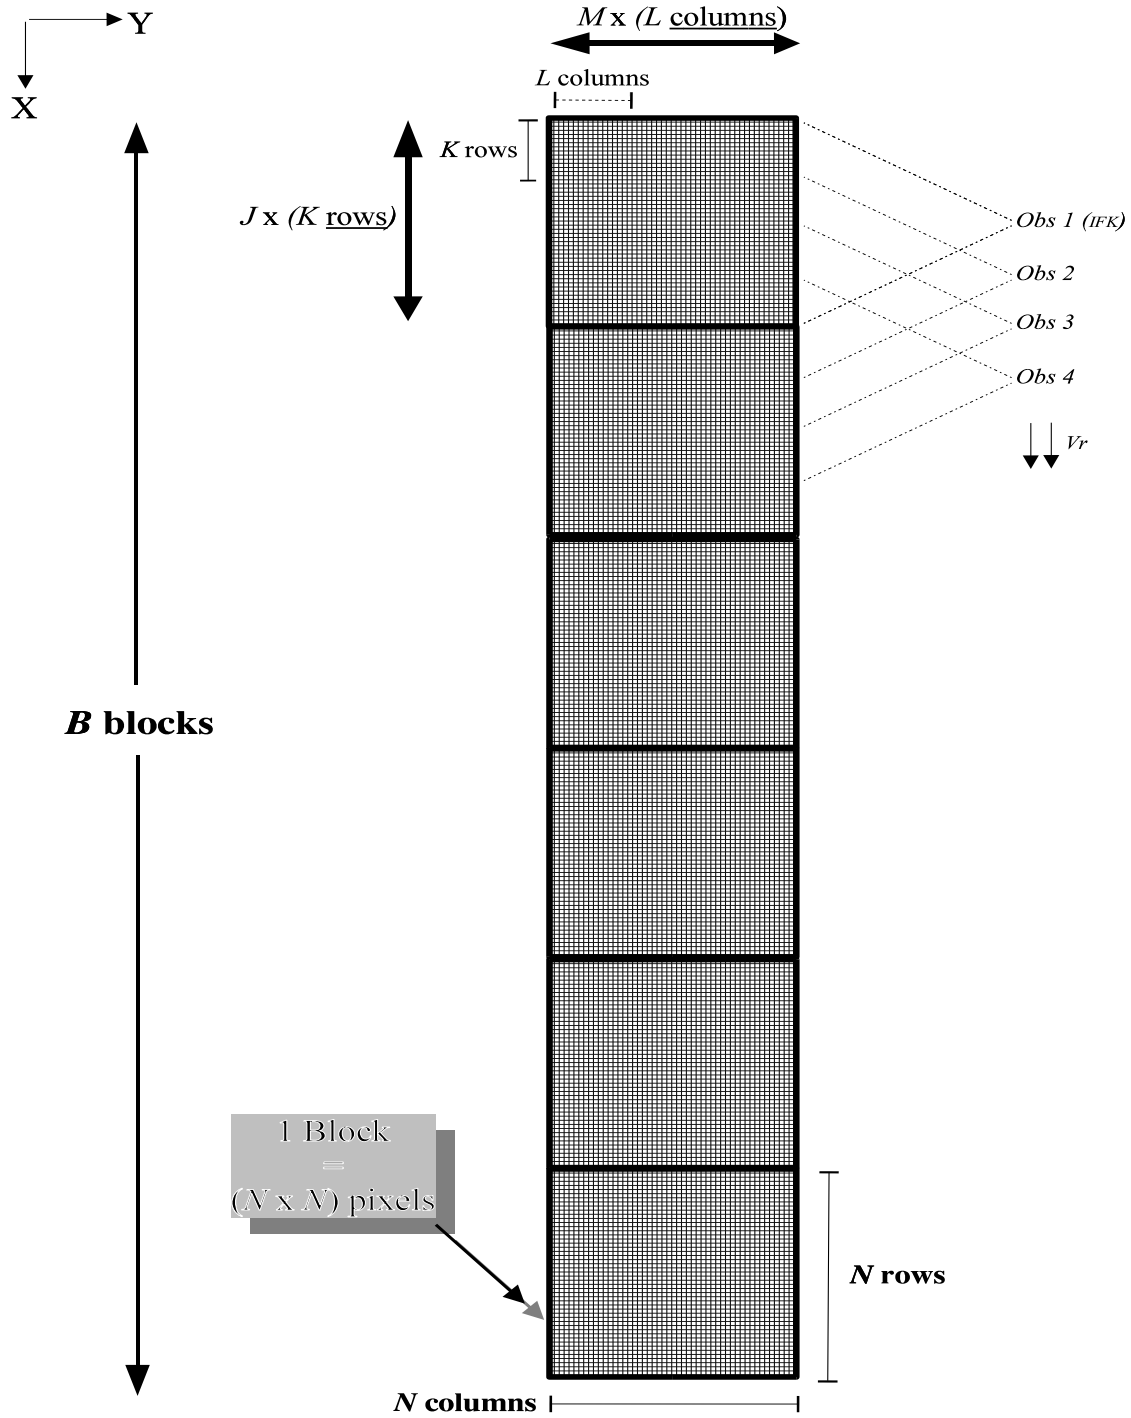 Y
M x (L columns)
X
L columns
K rows
J x (K rows)
Obs 1 (IFK)
Obs 2
Obs 3
Obs 4
Vr
B blocks
1 Block
=
(N x N) pixels
N rows
N columns